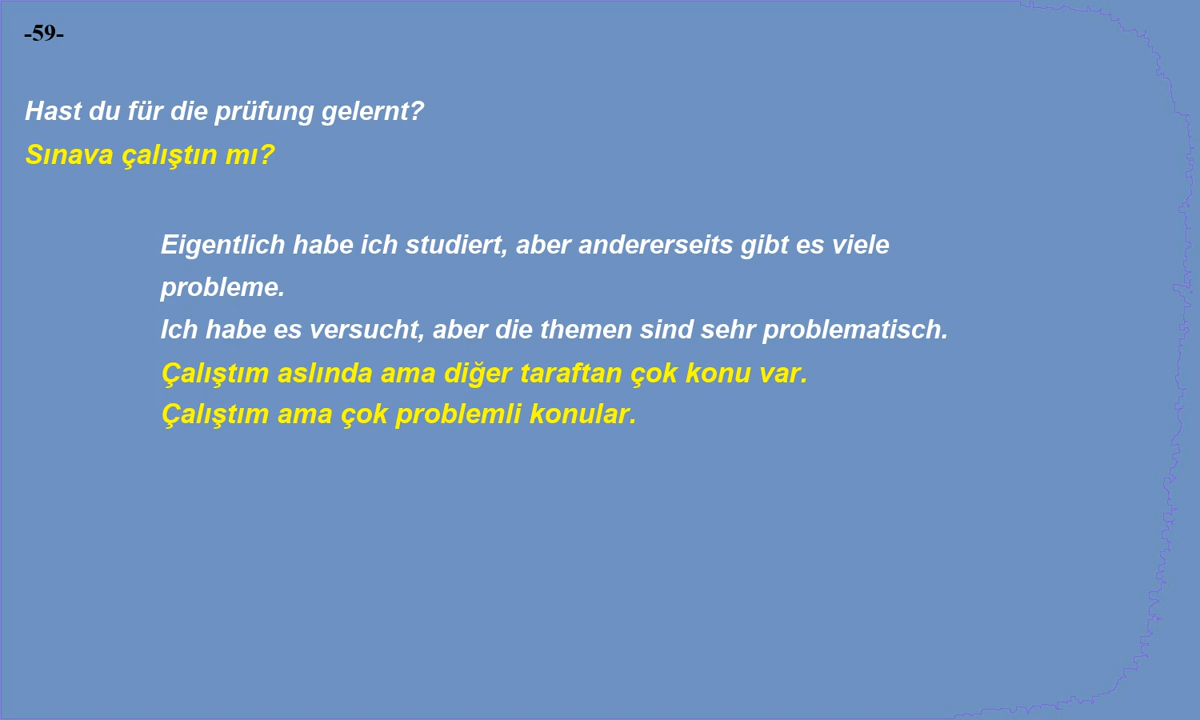 -59-
Hast du für die prüfung gelernt?
Sınava çalıştın mı?
Eigentlich habe ich studiert, aber andererseits gibt es viele
probleme.
Ich habe es versucht, aber die themen sind sehr problematisch.
Çalıştım aslında ama diğer taraftan çok konu var.
Çalıştım ama çok problemli konular.